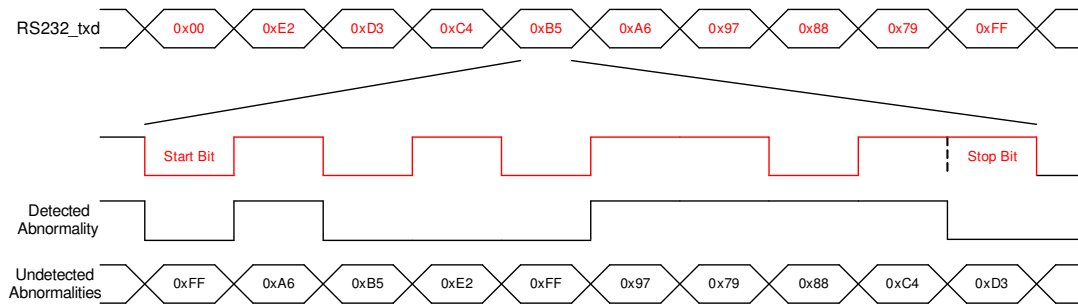 RS232_txd 0x00 0xE2 0xD3 0xC4 0xB5 0xA6 0x97 0x88 0x79 0xFF
Start Bit Stop Bit
Detected
Abnormality
Undetected
Abnormalities
0xFF 0xA6 0xB5 0xE2 0xFF 0x97 0x79 0x88 0xC4 0xD3